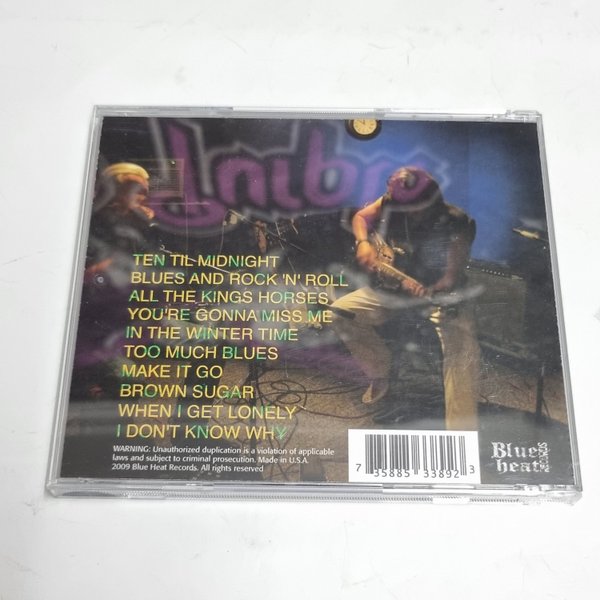 TEN TIL MIDNIGHT
BLUES AND ROCK 'N' ROLL
ALL THE KINGS HORSES
YOU'RE GONNA MISS ME
IN THE WINTER TIME
TOO MUCH BLUES
MAKE IT GO
BROWN SUGAR
WHEN I GET LONELY
I DON'T KNOW WHY
WARNING: Unauthorized duplication is a violation of applicable
laws and subject to criminal prosecution. Made in U.S.A.
2009 Blue Heat Records. All rights reserved
7 35885 33892 3
Blue
heat
RECORDS